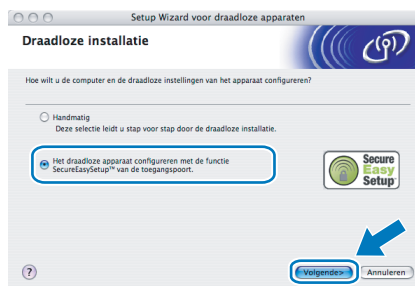 Setup Wizard voor draadloze apparaten
Draadloze installatie
Hoe wilt u de computer en de draadloze instellingen van het apparaat configureren?
Handmatig
Deze selectie leidt u stap voor stap door de draadloze installatie.
Het draadloze apparaat configureren met de functie
SecureEasySetup™ van de toegangspoort.
Secure
Easy
Setup
?
Volgende>
Annuleren